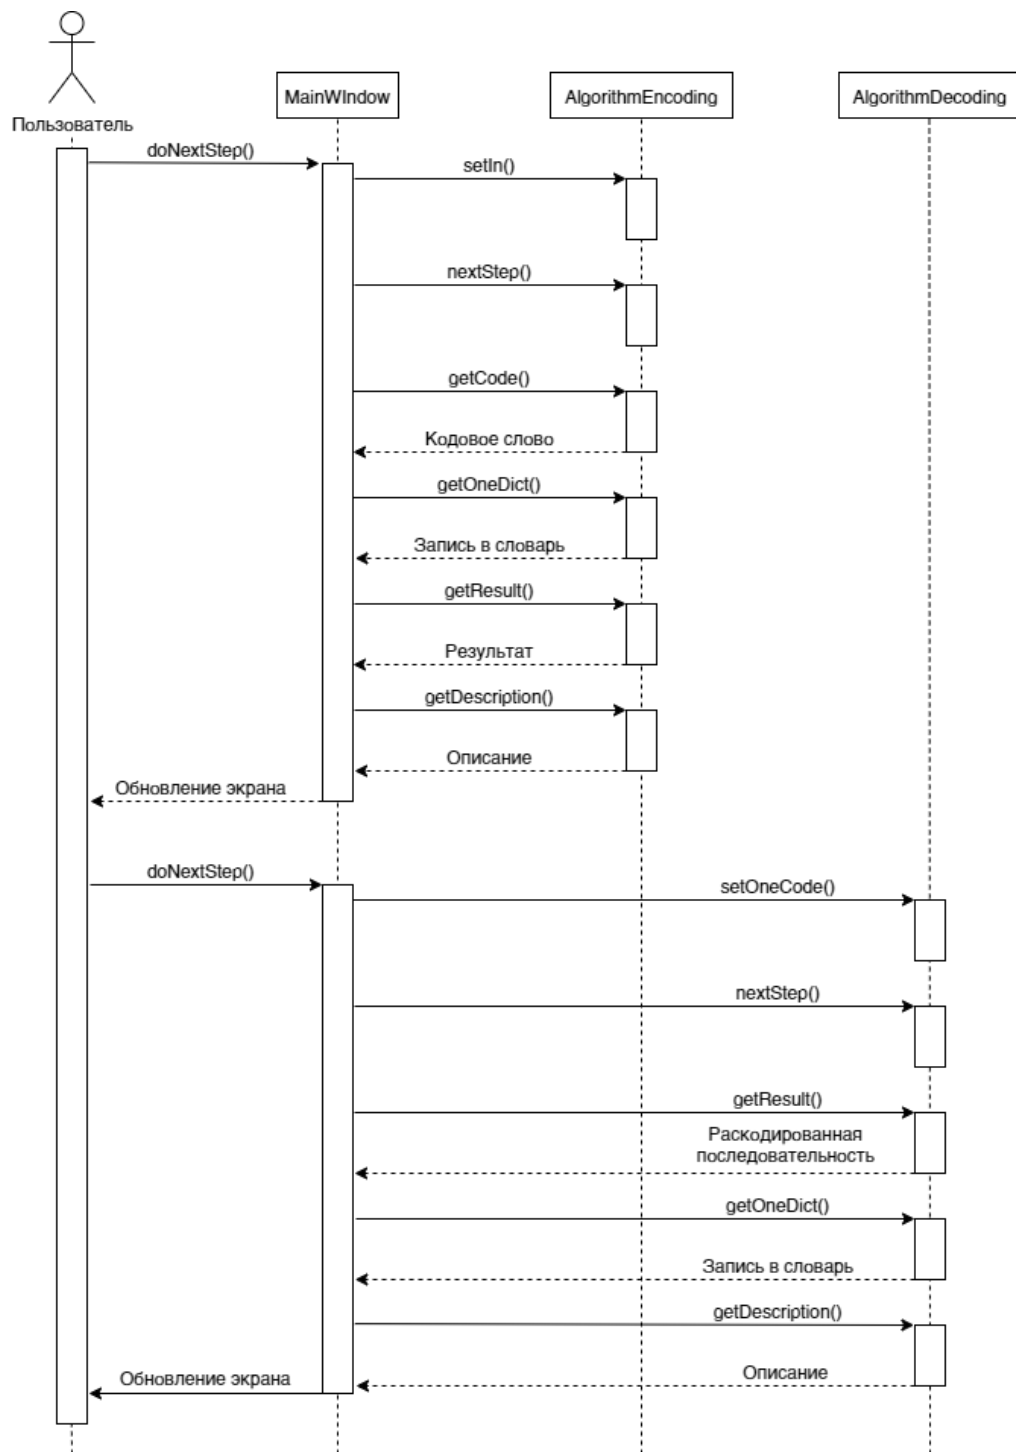 Пользователь
MainWIndow
AlgorithmEncoding
AlgorithmDecoding
doNextStep()
setIn()
nextStep()
getCode()
Кодовое слово
getOneDict()
Запись в словарь
getResult()
Результат
getDescription()
Описание
Обновление экрана
doNextStep()
setOneCode()
nextStep()
getResult()
Раскодированная
последовательность
getOneDict()
Запись в словарь
getDescription()
Описание
Обновление экрана